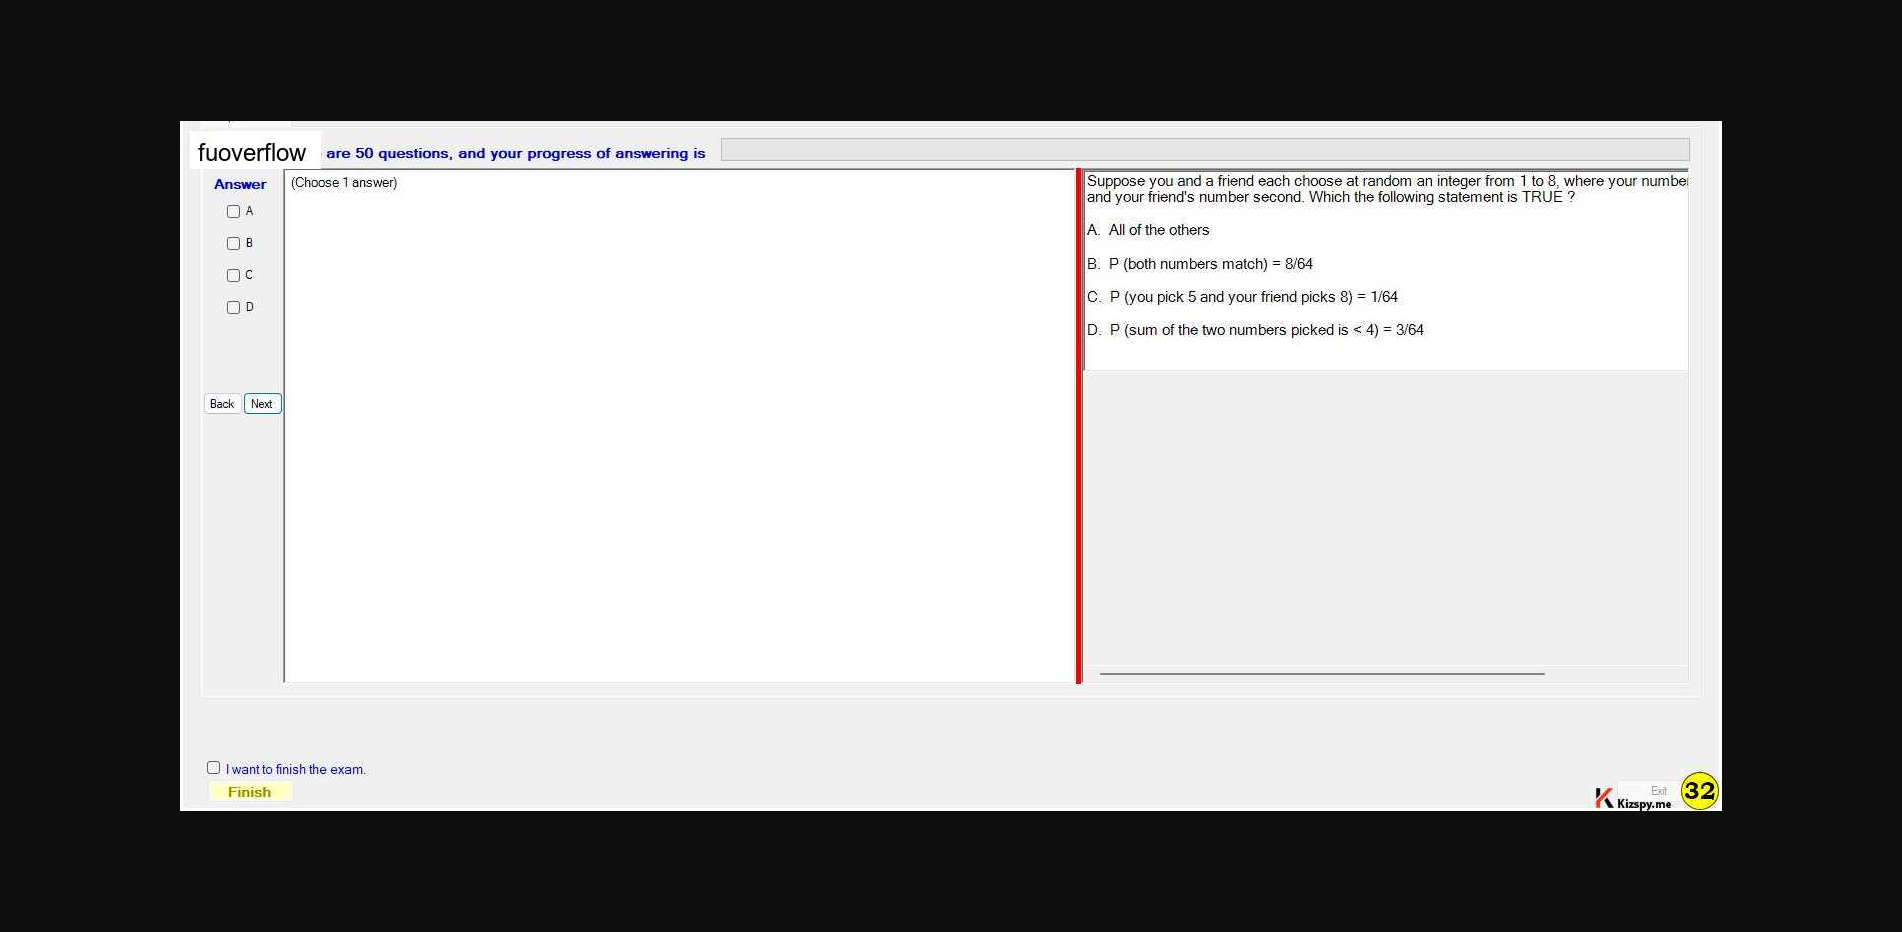 fuoverflow are 50 questions, and your progress of answering is
Answer
(Choose 1 answer)
A
B
C
D
Back Next
Suppose you and a friend each choose at random an integer from 1 to 8, where your number
and your friend's number second. Which the following statement is TRUE ?
A. All of the others
B. P (both numbers match) = 8/64
C. P (you pick 5 and your friend picks 8) = 1/64
D. P (sum of the two numbers picked is < 4) = 3/64
I want to finish the exam.
Finish
Exit
Kizspy.me
32